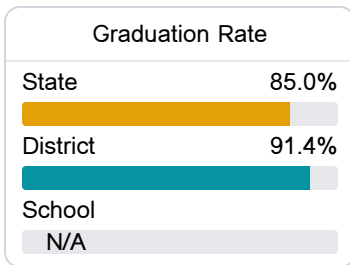 Graduation Rate
State 85.0%
District 91.4%
School
N/A